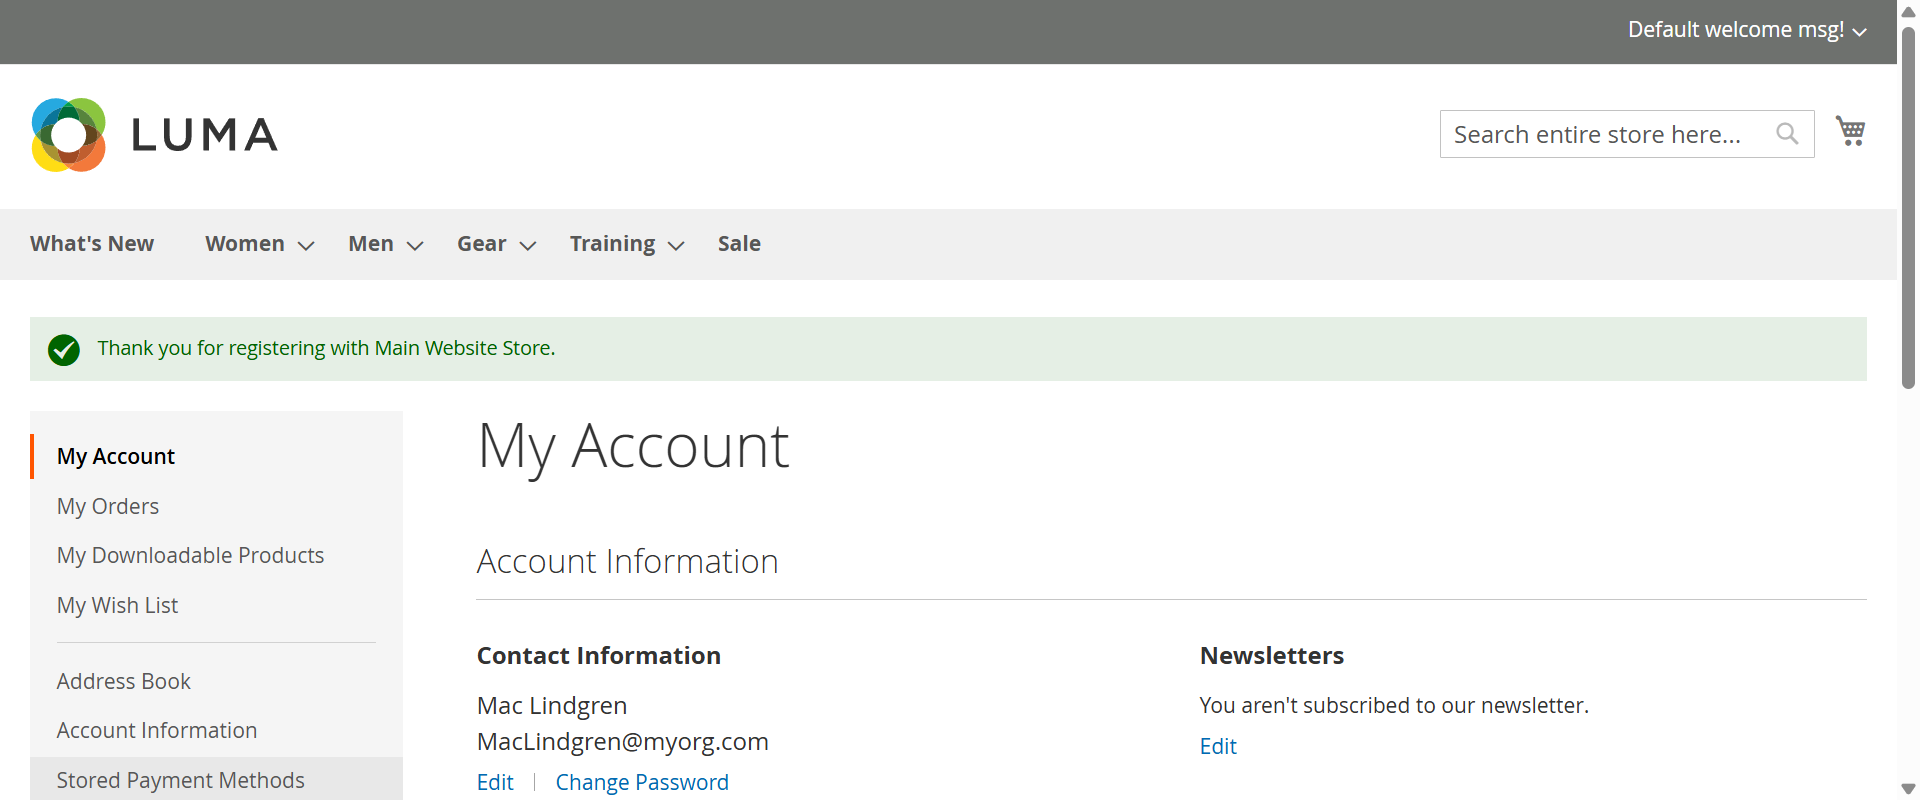 Default welcome msg!
LUMA
Search entire store here...
What's New
Women
Men
Gear
Training
Sale
Thank you for registering with Main Website Store.
My Account
My Orders
My Downloadable Products
My Wish List
Address Book
Account Information
Stored Payment Methods
My Account
Account Information
Contact Information
Mac Lindgren
MacLindgren@myorg.com
Edit
Change Password
Newsletters
You aren't subscribed to our newsletter.
Edit